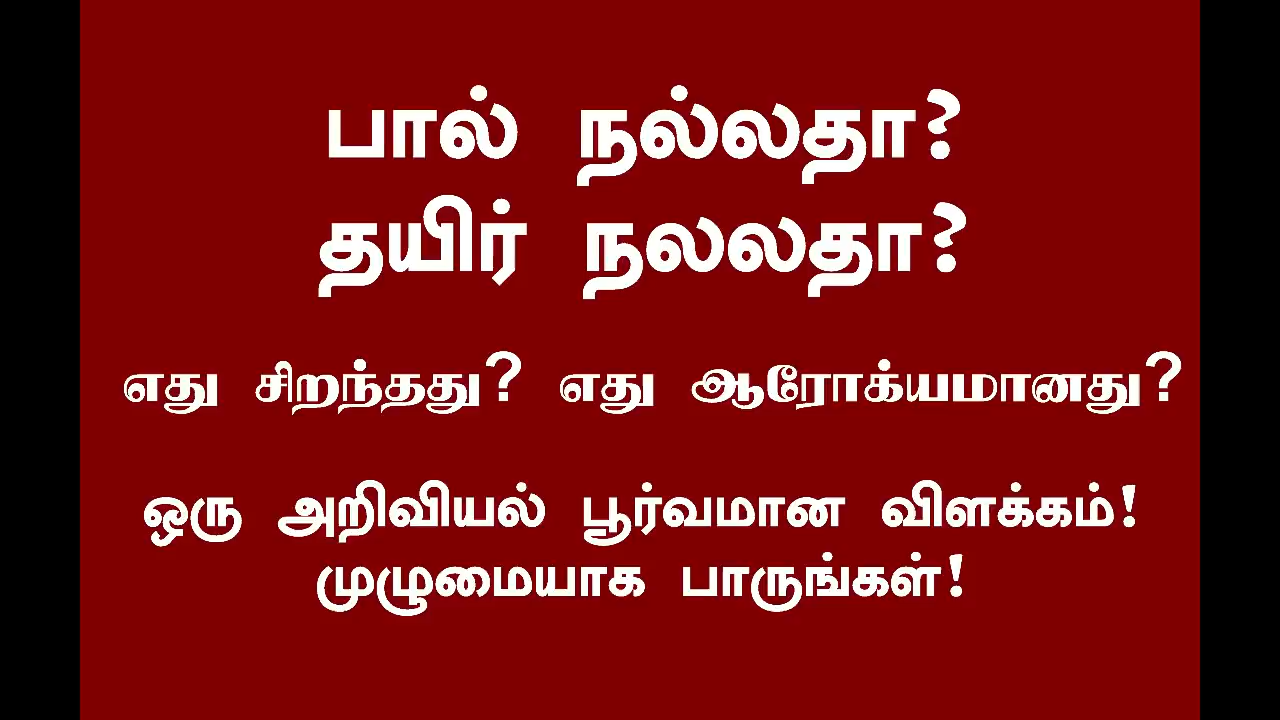 பால் நல்லதா?
தயிர் நலலதா?
எது சிறந்தது? எது ஆரோக்யமானது?
ஒரு அறிவியல் பூர்வமான விளக்கம்!
முழுமையாக பாருங்கள்!